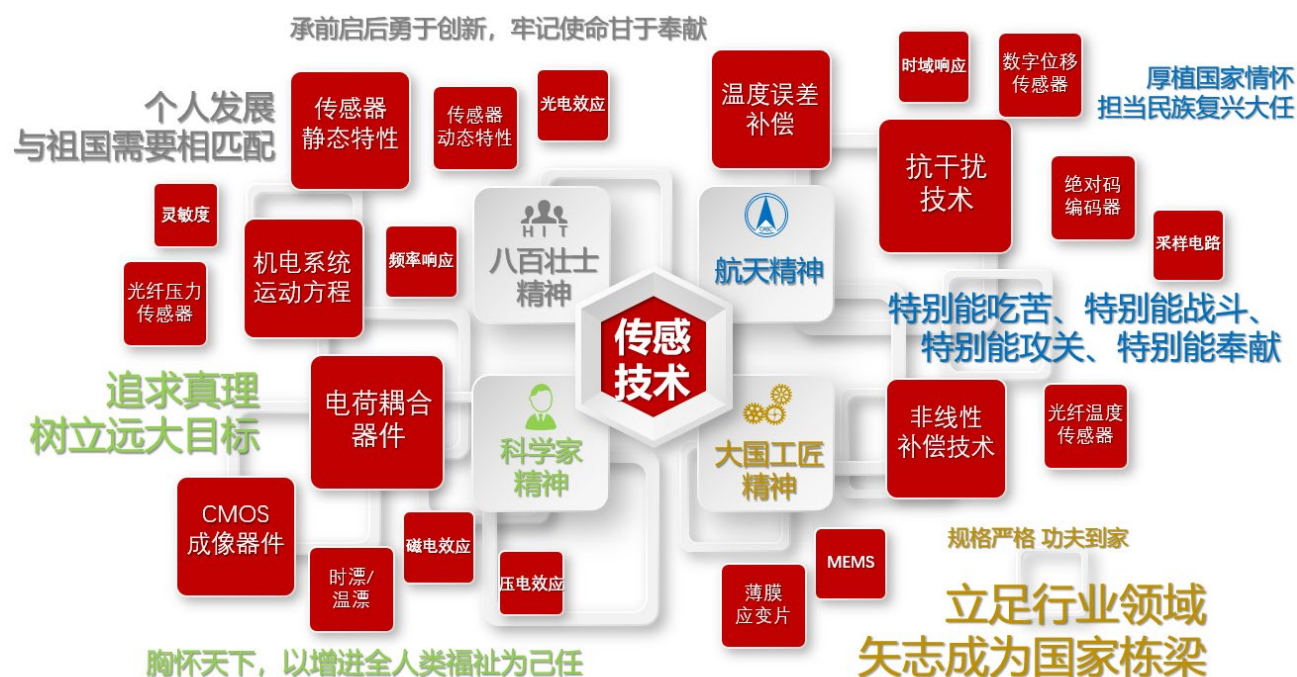 承前启后勇于创新，牢记使命甘于奉献
个人发展
与祖国需要相匹配
传感器
静态特性
传感器
动态特性
光电效应
温度误差
补偿
时域响应
数字位移
传感器
厚植国家情怀
担当民族复兴大任
灵敏度
机电系统
运动方程
频率响应
光纤压力
传感器
HIT
八百壮士
精神
CASC
航天精神
抗干扰
技术
绝对码
编码器
采样电路
特别能吃苦、特别能战斗、
特别能攻关、特别能奉献
传感
技术
追求真理
树立远大目标
电荷耦合
器件
科学家
精神
大国工匠
精神
非线性
补偿技术
光纤温度
传感器
CMOS
成像器件
时漂/
温漂
磁电效应
压电效应
薄膜
应变片
MEMS
规格严格 功夫到家
立足行业领域
矢志成为国家栋梁
胸怀天下，以增进全人类福祉为己任